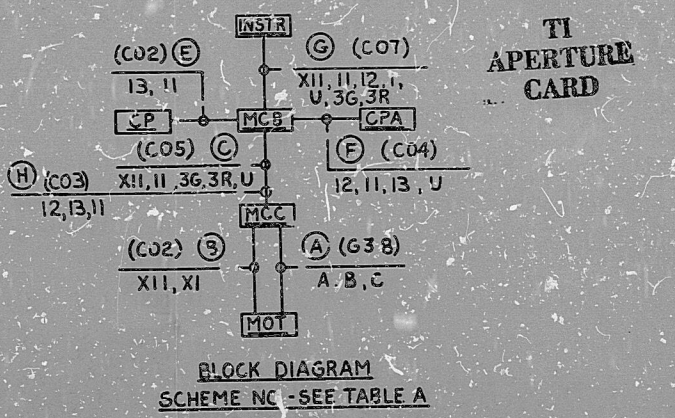 INSTR
(C02) E
13, 11
G (C07)
X11, 11, 12, 1,
U, 3G, 3R
TI
APERTURE
CARD
CP
MCB
CPA
(C05) C
X11, 11, 3G, 3R, U
F (C04)
12, 11, 13, U
H (C03)
12, 13, 11
MCC
(C02) B
X11, X1
A (G38)
A, B, C
MOT
BLOCK DIAGRAM
SCHEME NO - SEE TABLE A